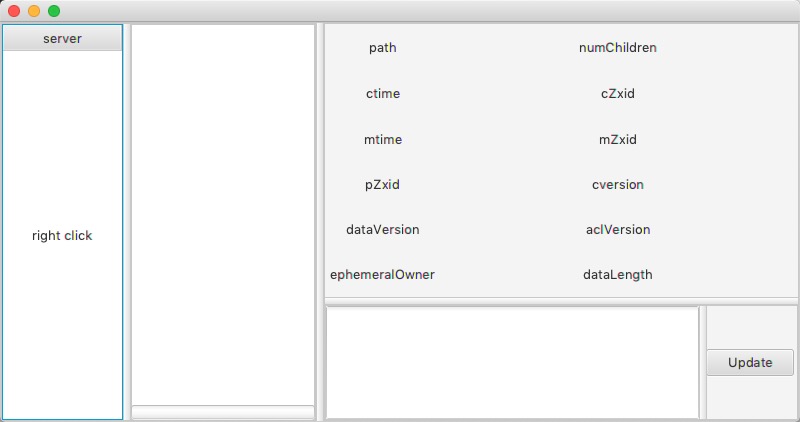 server
right click
path
numChildren
ctime
cZxid
mtime
mZxid
pZxid
cversion
dataVersion
aclVersion
ephemeralOwner
dataLength
Update